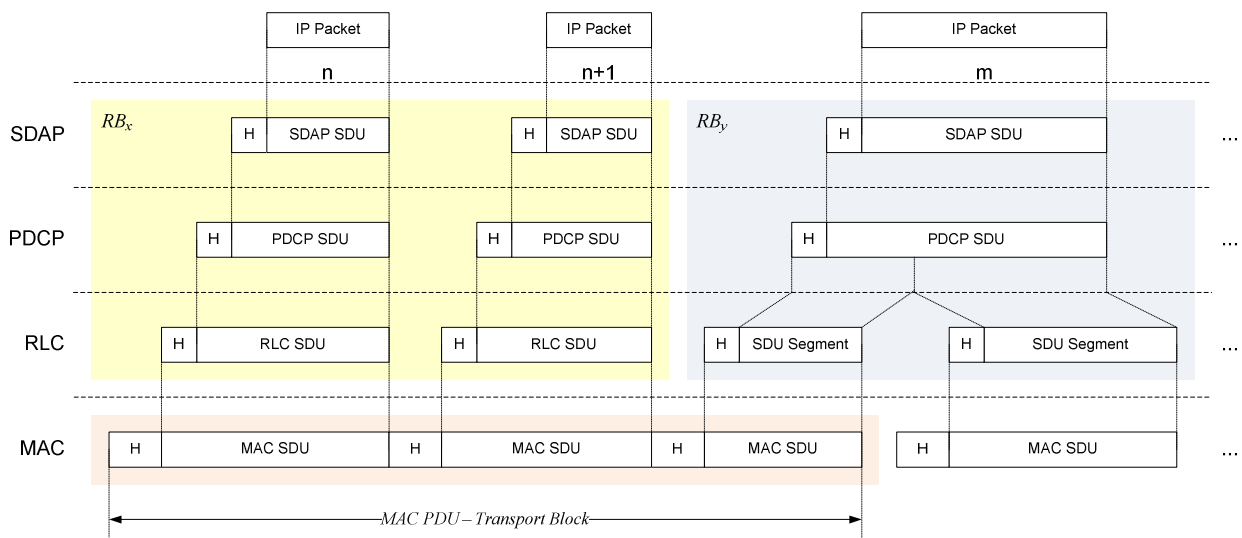 IP Packet IP Packet IP Packet
n n+1 m
RBx RBy
SDAP H SDAP SDU H SDAP SDU H SDAP SDU ...
PDCP H PDCP SDU H PDCP SDU H PDCP SDU ...
RLC H RLC SDU H RLC SDU H SDU Segment H SDU Segment ...
MAC H MAC SDU H MAC SDU H MAC SDU H MAC SDU ...
MAC PDU – Transport Block